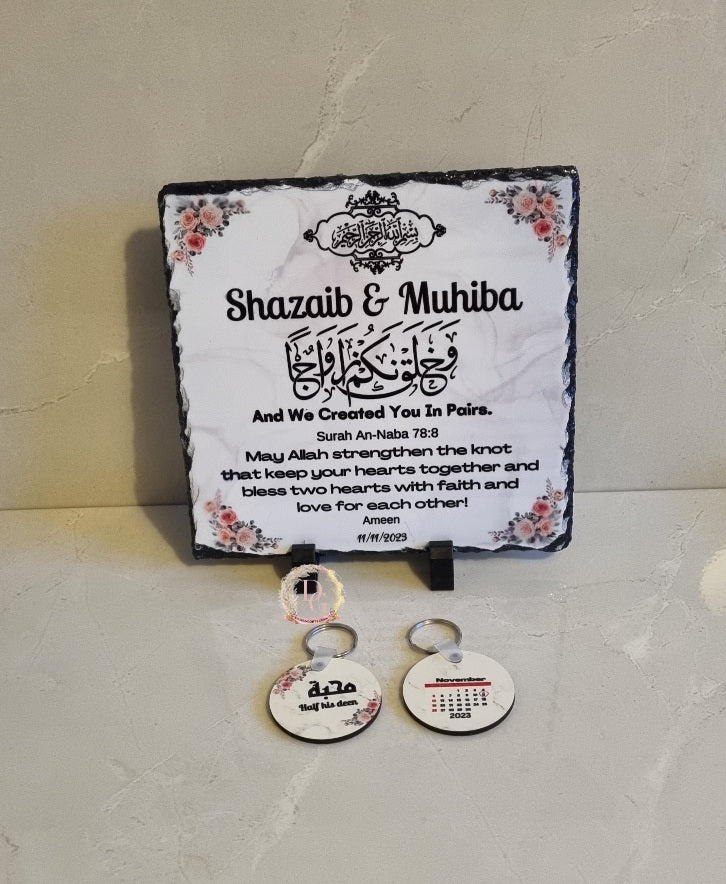 بسم الله الرحمن الرحيم
Shazaib & Muhiba
وَخَلَقْنَكُمْ أَزْوَاجًا
And We Created You In Pairs.
Surah An-Naba 78:8
May Allah strengthen the knot
that keep your hearts together and
bless two hearts with faith and
love for each other!
Ameen
11/11/2023
محبة
Half his deen
November
2023